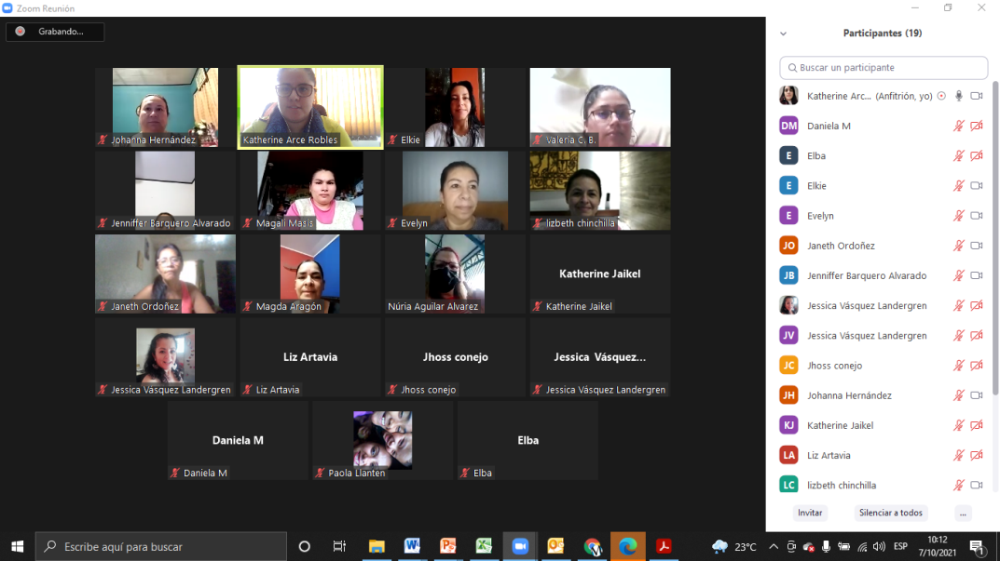 Zoom Reunión
Grabando...
Johanna Hernández
Katherine Arce Robles
Elkie
Valeria C. B.
Jenniffer Barquero Alvarado
Magali Masis
Evelyn
lizbeth chinchilla
Janeth Ordoñez
Magda Aragón
Núria Aguilar Alvarez
Katherine Jaikel
Katherine Jaikel
Jessica Vásquez Landergren
Liz Artavia
Liz Artavia
Jhoss conejo
Jhoss conejo
Jessica Vásquez...
Jessica Vásquez Landergren
Daniela M
Daniela M
Paola Llanten
Elba
Elba
Participantes (19)
Buscar un participante
Katherine Arc... (Anfitrión, yo)
DM Daniela M
E Elba
E Elkie
E Evelyn
JO Janeth Ordoñez
JB Jenniffer Barquero Alvarado
Jessica Vásquez Landergren
JV Jessica Vásquez Landergren
JC Jhoss conejo
JH Johanna Hernández
KJ Katherine Jaikel
LA Liz Artavia
LC lizbeth chinchilla
Invitar
Silenciar a todos
...
Escribe aquí para buscar
23°C
ESP
10:12
7/10/2021
1